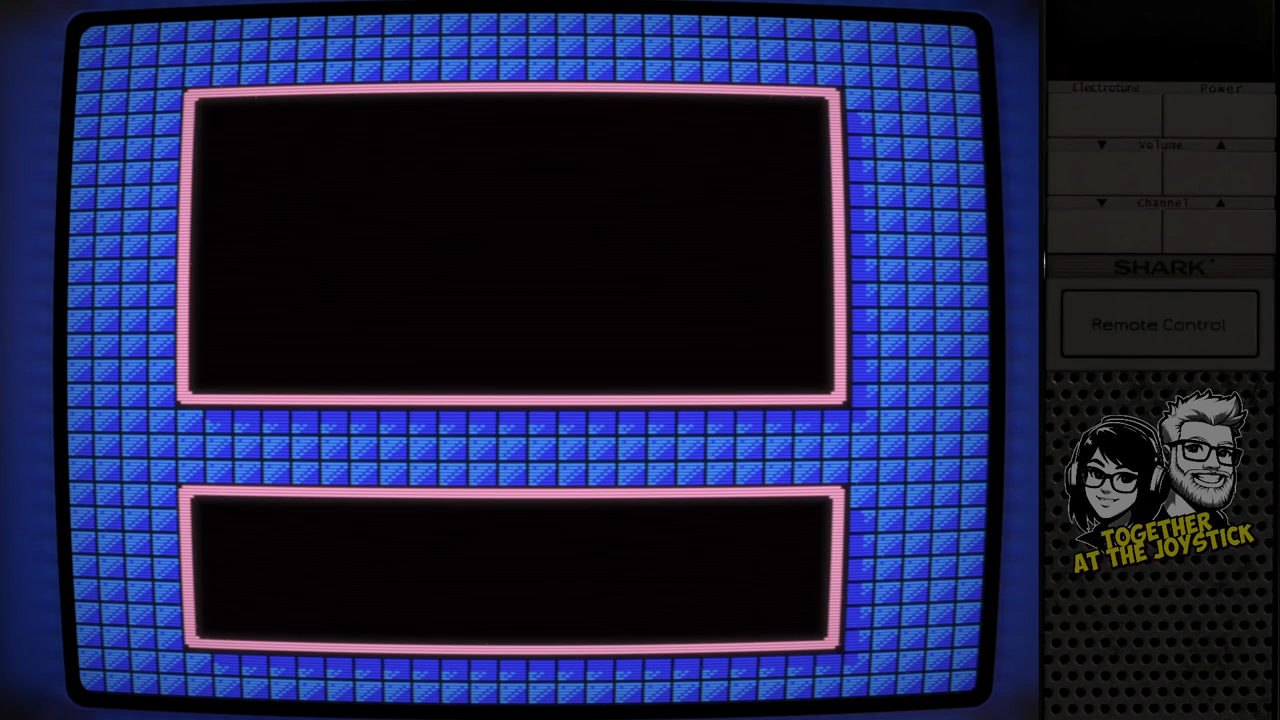 Electrotune Power
▼ Volume ▲
▼ Channel ▲
SHARK
Remote Control
TOGETHER
AT THE JOYSTICK